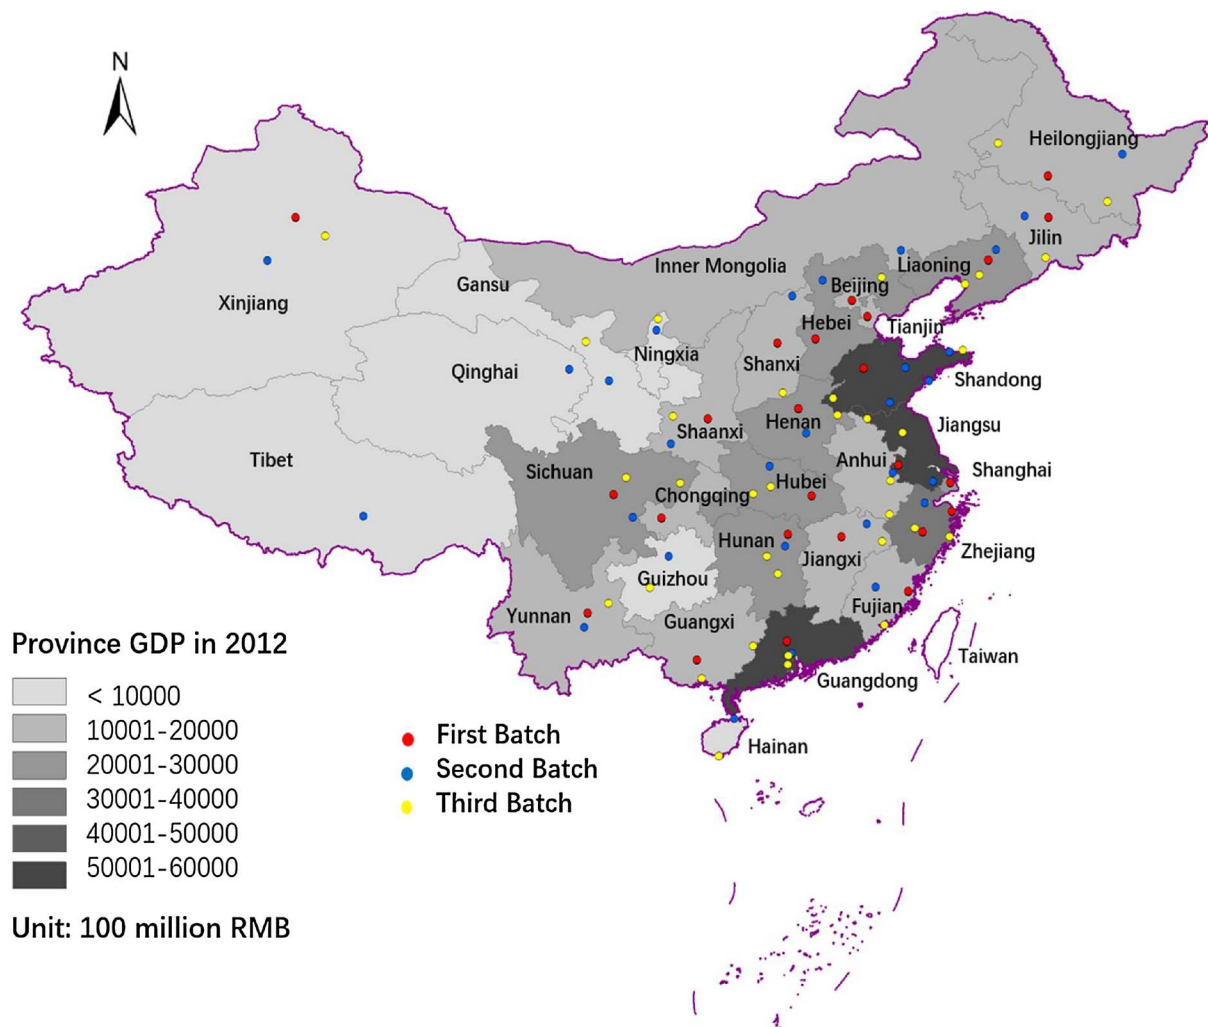 N
Heilongjiang
Jilin
Liaoning
Inner Mongolia
Beijing
Gansu
Xinjiang
Hebei
Tianjin
Ningxia
Shanxi
Qinghai
Shandong
Henan
Jiangsu
Shaanxi
Tibet
Anhui
Shanghai
Sichuan
Hubei
Chongqing
Hunan
Zhejiang
Jiangxi
Guizhou
Fujian
Yunnan
Guangxi
Taiwan
Guangdong
Hainan
Province GDP in 2012
< 10000
10001-20000
20001-30000
30001-40000
40001-50000
50001-60000
Unit: 100 million RMB
First Batch
Second Batch
Third Batch